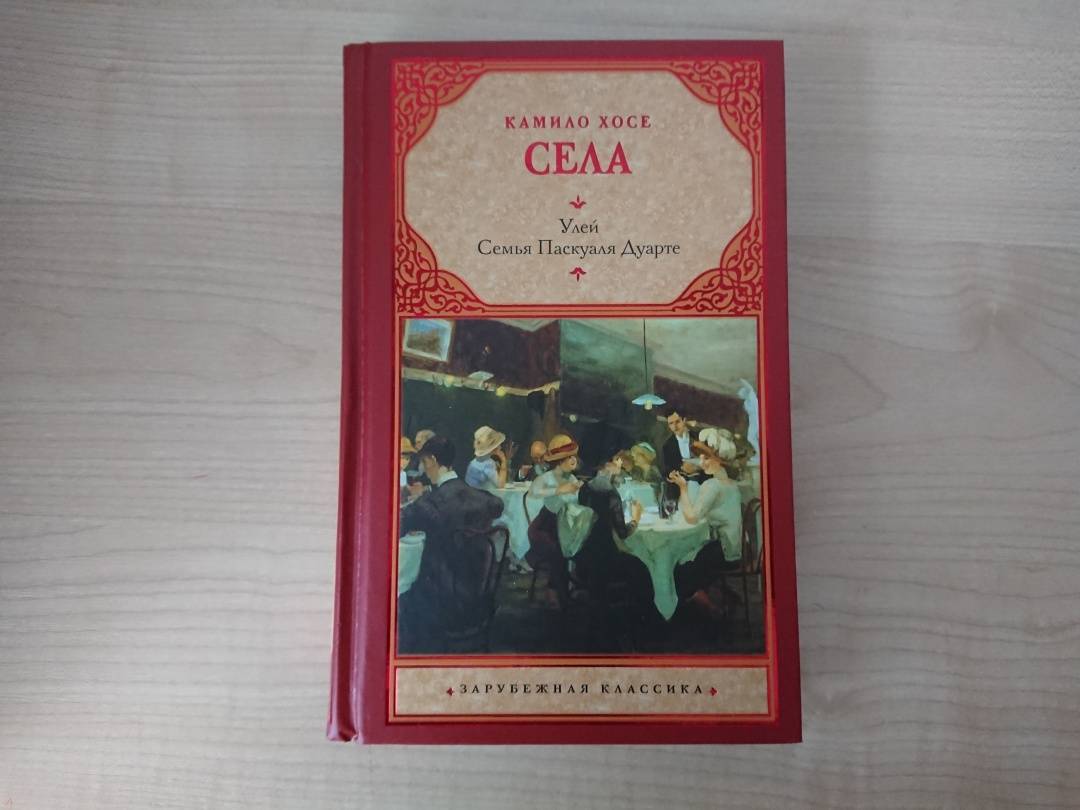 КАМИЛО ХОСЕ
СЕЛА
Улей
Семья Паскуаля Дуарте
ЗАРУБЕЖНАЯ КЛАССИКА